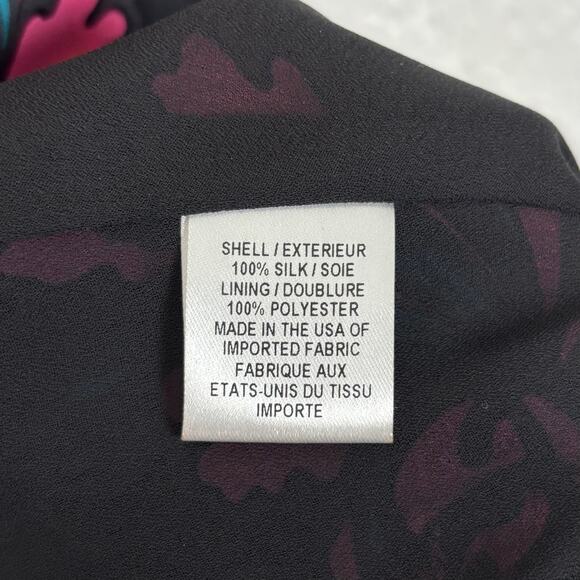 SHELL / EXTERIEUR
100% SILK / SOIE
LINING / DOUBLURE
100% POLYESTER
MADE IN THE USA OF
IMPORTED FABRIC
FABRIQUE AUX
ETATS-UNIS DU TISSU
IMPORTE